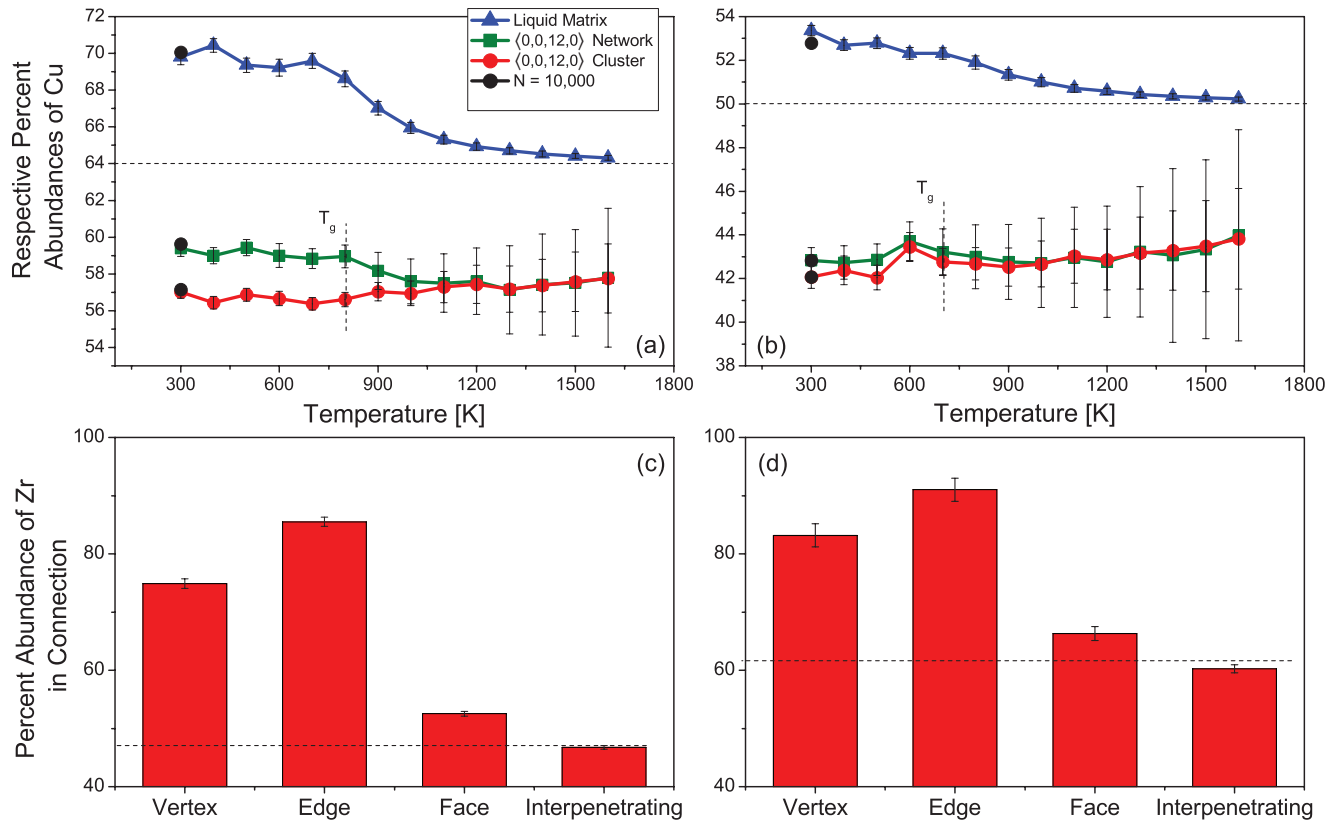 Respective Percent
Abundances of Cu
72
70
68
66
64
62
60
58
56
54
Liquid Matrix
⟨0,0,12,0⟩ Network
⟨0,0,12,0⟩ Cluster
N = 10,000
Tg
(a)
300 600 900 1200 1500 1800
Temperature [K]
54
52
50
48
46
44
42
40
38
Tg
(b)
300 600 900 1200 1500 1800
Temperature [K]
Percent Abundance of Zr
in Connection
100
80
60
40
(c)
Vertex Edge Face Interpenetrating
100
80
60
40
(d)
Vertex Edge Face Interpenetrating